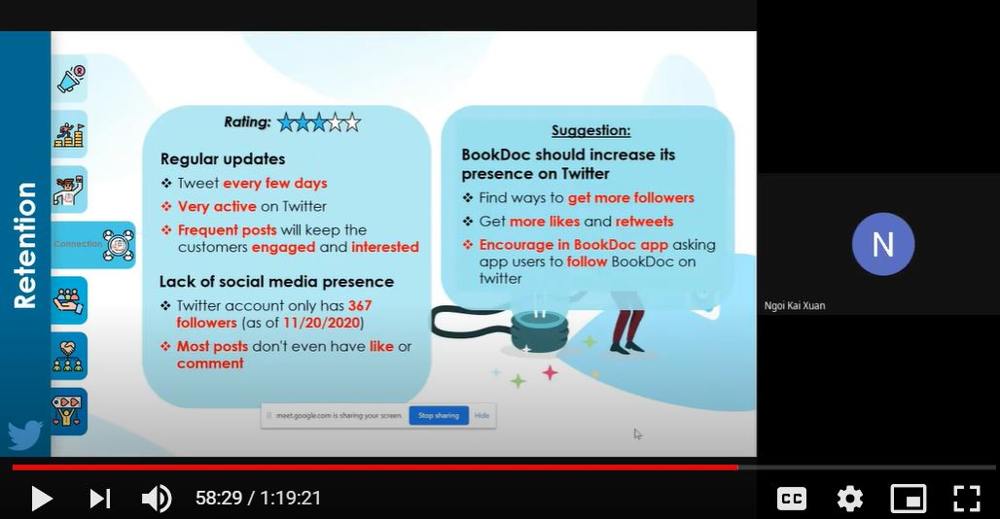 Retention
Connection
Rating:
Regular updates
❖ Tweet every few days
❖ Very active on Twitter
❖ Frequent posts will keep the
customers engaged and interested
Lack of social media presence
❖ Twitter account only has 367
followers (as of 11/20/2020)
❖ Most posts don't even have like or
comment
Suggestion:
BookDoc should increase its
presence on Twitter
❖ Find ways to get more followers
❖ Get more likes and retweets
❖ Encourage in BookDoc app asking
app users to follow BookDoc on
twitter
meet.google.com is sharing your screen.
Stop sharing
Hide
N
Ngoi Kai Xuan
58:29 / 1:19:21
CC